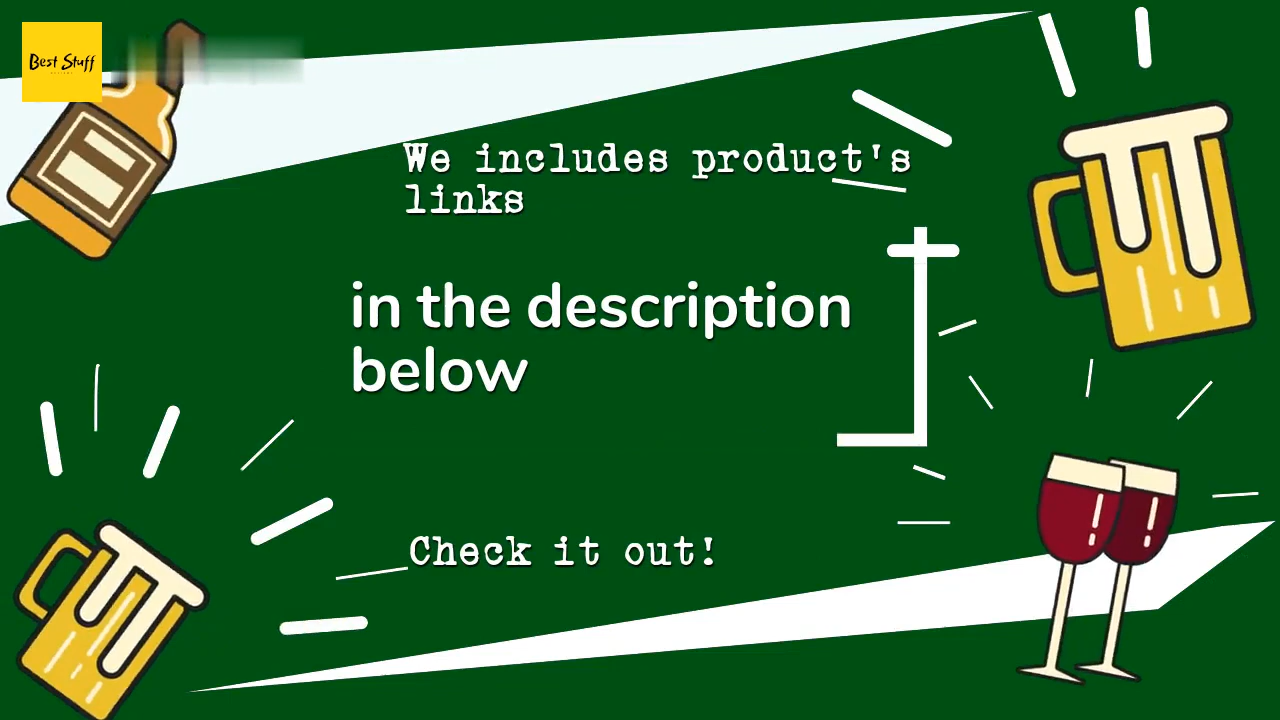 Best Stuff
We includes product's
links
in the description
below
Check it out!